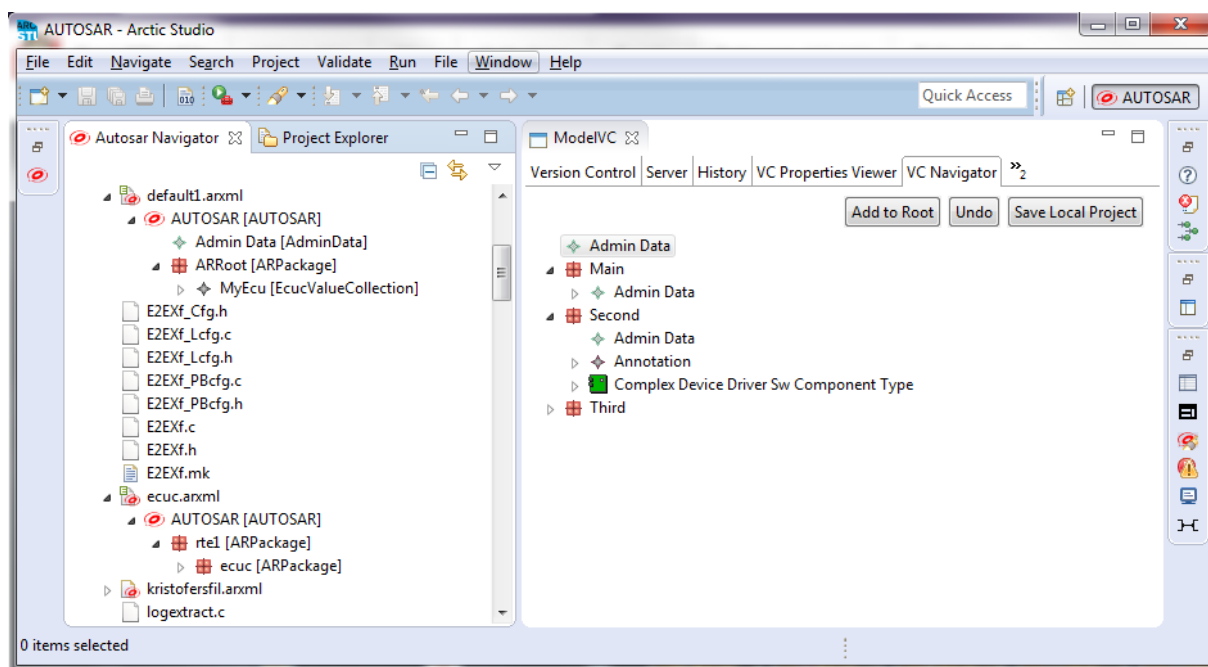 AUTOSAR - Arctic Studio
File Edit Navigate Search Project Validate Run File Window Help
Quick Access
AUTOSAR
Autosar Navigator Project Explorer
default1.arxml
AUTOSAR [AUTOSAR]
Admin Data [AdminData]
ARRoot [ARPackage]
MyEcu [EcucValueCollection]
E2EXf_Cfg.h
E2EXf_Lcfg.c
E2EXf_Lcfg.h
E2EXf_PBcfg.c
E2EXf_PBcfg.h
E2EXf.c
E2EXf.h
E2EXf.mk
ecuc.arxml
AUTOSAR [AUTOSAR]
rte1 [ARPackage]
ecuc [ARPackage]
kristofersfil.arxml
logextract.c
ModelVC
Version Control Server History VC Properties Viewer VC Navigator »2
Add to Root Undo Save Local Project
Admin Data
Main
Admin Data
Second
Admin Data
Annotation
Complex Device Driver Sw Component Type
Third
0 items selected